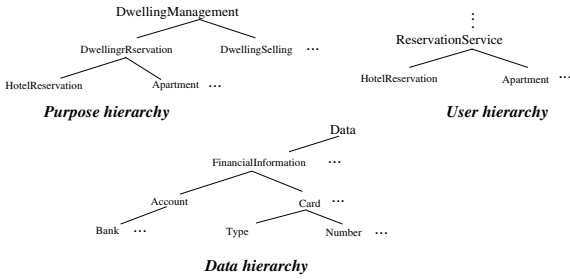 DwellingManagement
DwellingrRservation
DwellingSelling ...
HotelReservation
Apartment ...
Purpose hierarchy
ReservationService
HotelReservation
Apartment ...
User hierarchy
Data
FinancialInformation ...
Account
Card ...
Bank ...
Type
Number ...
Data hierarchy